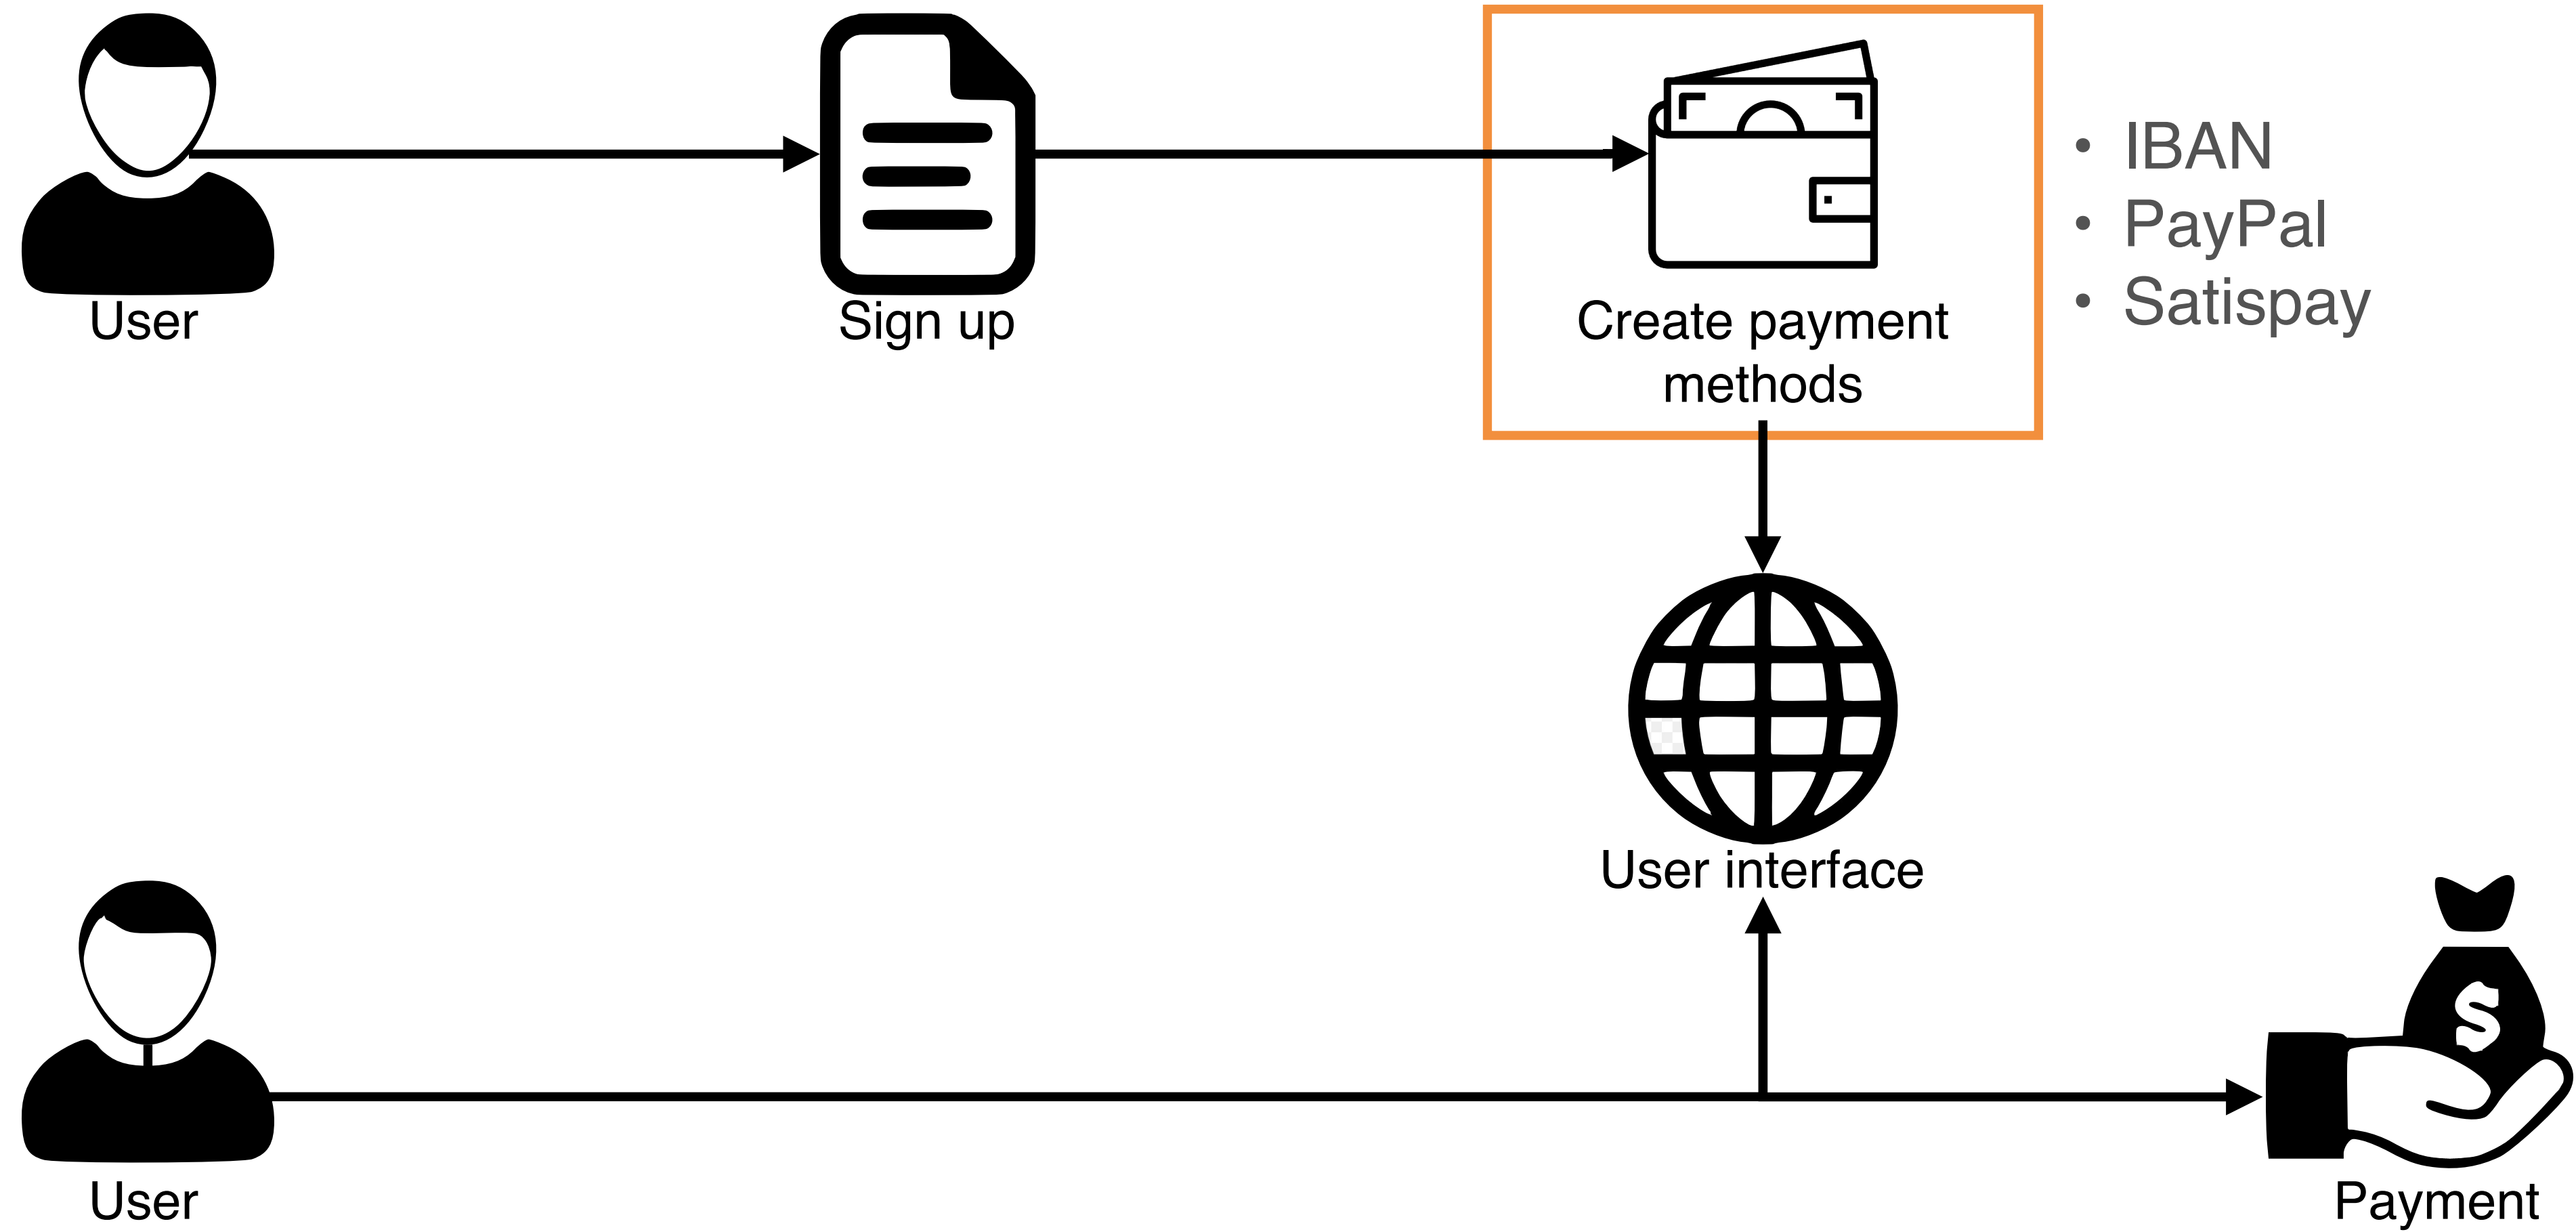 User
Sign up
Create payment
methods
• IBAN
• PayPal
• Satispay
User interface
User
$
Payment